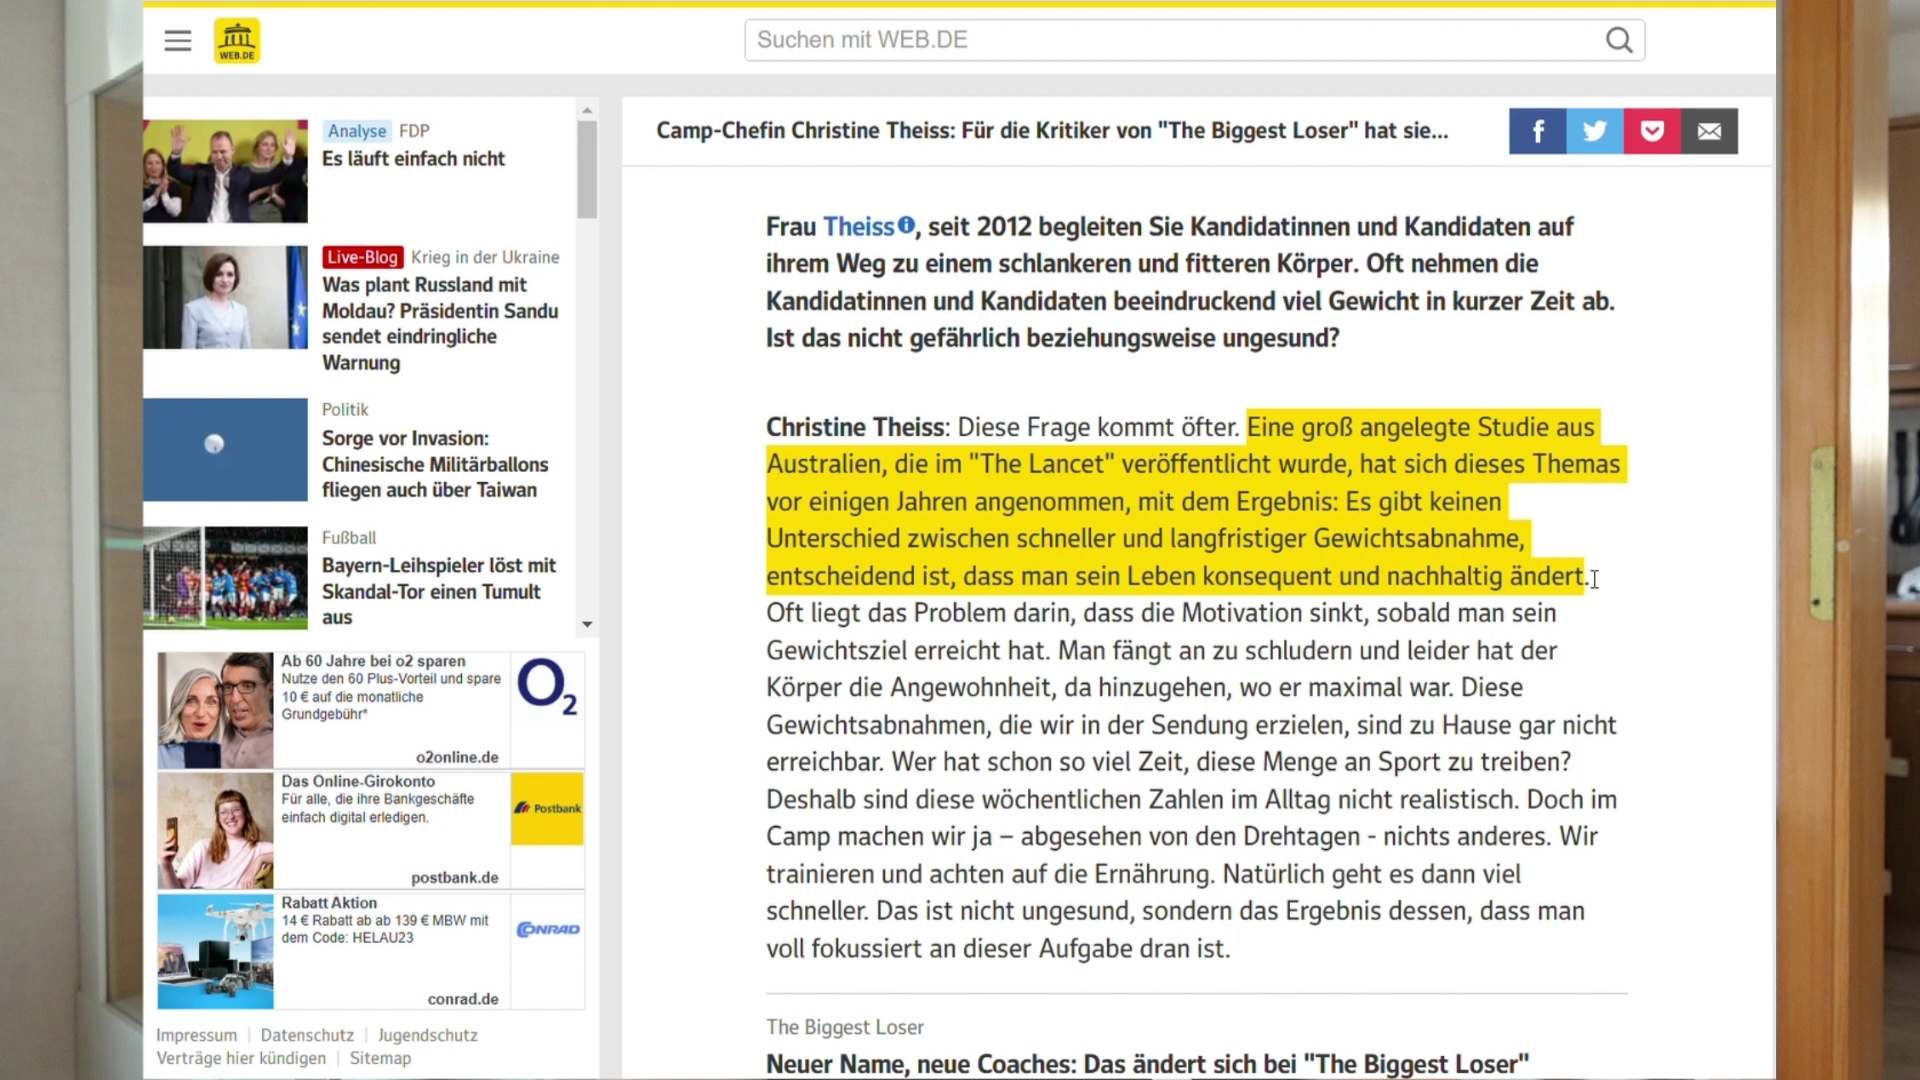 WEB.DE
Suchen mit WEB.DE
Analyse FDP
Es läuft einfach nicht
Live-Blog Krieg in der Ukraine
Was plant Russland mit
Moldau? Präsidentin Sandu
sendet eindringliche
Warnung
Politik
Sorge vor Invasion:
Chinesische Militärballons
fliegen auch über Taiwan
Fußball
Bayern-Leihspieler löst mit
Skandal-Tor einen Tumult
aus
Ab 60 Jahre bei o2 sparen
Nutze den 60 Plus-Vorteil und spare
10 € auf die monatliche
Grundgebühr*
o2online.de
O2
Das Online-Girokonto
Für alle, die ihre Bankgeschäfte
einfach digital erledigen.
postbank.de
Postbank
Rabatt Aktion
14 € Rabatt ab ab 139 € MBW mit
dem Code: HELAU23
conrad.de
CONRAD
Impressum | Datenschutz | Jugendschutz
Verträge hier kündigen | Sitemap
Camp-Chefin Christine Theiss: Für die Kritiker von "The Biggest Loser" hat sie...
Frau Theiss, seit 2012 begleiten Sie Kandidatinnen und Kandidaten auf
ihrem Weg zu einem schlankeren und fitteren Körper. Oft nehmen die
Kandidatinnen und Kandidaten beeindruckend viel Gewicht in kurzer Zeit ab.
Ist das nicht gefährlich beziehungsweise ungesund?
Christine Theiss: Diese Frage kommt öfter. Eine groß angelegte Studie aus
Australien, die im "The Lancet" veröffentlicht wurde, hat sich dieses Themas
vor einigen Jahren angenommen, mit dem Ergebnis: Es gibt keinen
Unterschied zwischen schneller und langfristiger Gewichtsabnahme,
entscheidend ist, dass man sein Leben konsequent und nachhaltig ändert.
Oft liegt das Problem darin, dass die Motivation sinkt, sobald man sein
Gewichtsziel erreicht hat. Man fängt an zu schludern und leider hat der
Körper die Angewohnheit, da hinzugehen, wo er maximal war. Diese
Gewichtsabnahmen, die wir in der Sendung erzielen, sind zu Hause gar nicht
erreichbar. Wer hat schon so viel Zeit, diese Menge an Sport zu treiben?
Deshalb sind diese wöchentlichen Zahlen im Alltag nicht realistisch. Doch im
Camp machen wir ja – abgesehen von den Drehtagen - nichts anderes. Wir
trainieren und achten auf die Ernährung. Natürlich geht es dann viel
schneller. Das ist nicht ungesund, sondern das Ergebnis dessen, dass man
voll fokussiert an dieser Aufgabe dran ist.
The Biggest Loser
Neuer Name, neue Coaches: Das ändert sich bei "The Biggest Loser"